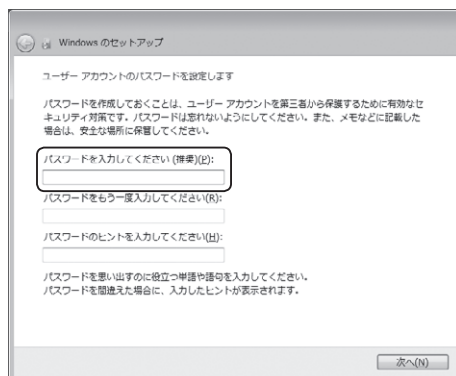 Windows のセットアップ
ユーザー アカウントのパスワードを設定します
パスワードを作成しておくことは、ユーザー アカウントを第三者から保護するために有効なセ
キュリティ対策です。パスワードは忘れないようにしてください。また、メモなどに記載した
場合は、安全な場所に保管してください。
パスワードを入力してください (推奨)(P):
パスワードをもう一度入力してください(R):
パスワードのヒントを入力してください(H):
パスワードを思い出すのに役立つ単語や語句を入力してください。
パスワードを間違えた場合に、入力したヒントが表示されます。
次へ(N)